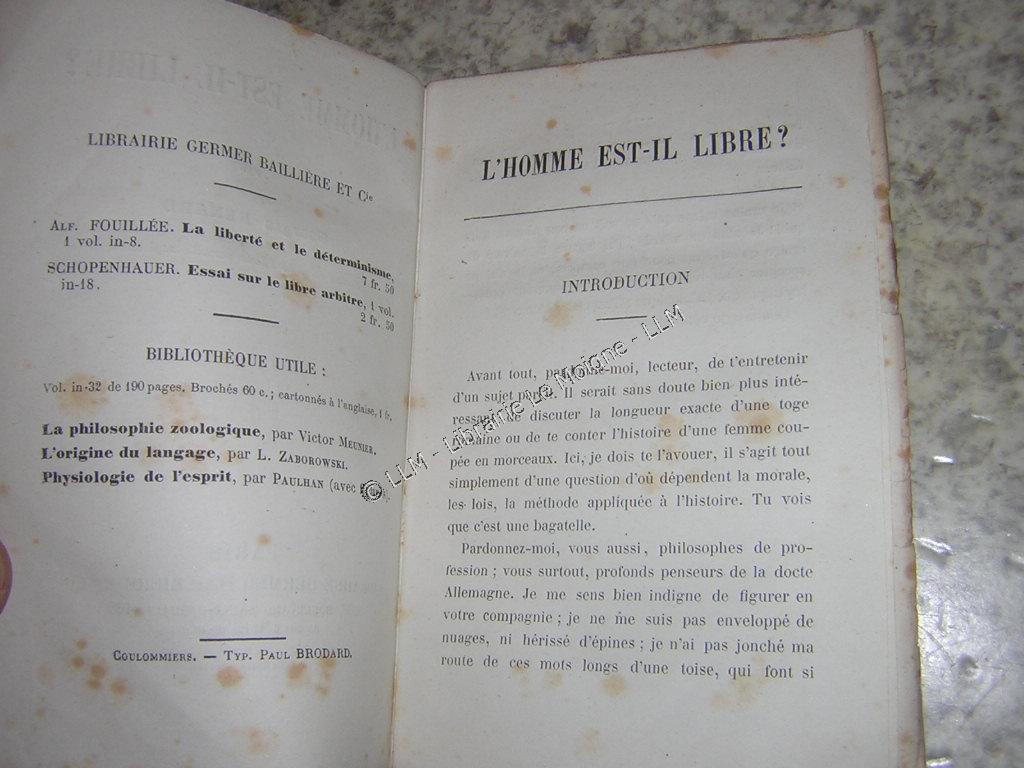 LIBRAIRIE GERMER BAILLIÈRE ET Cie
ALF. FOUILLÉE. La liberté et le déterminisme,
1 vol. in-8. 7 fr. 50
SCHOPENHAUER. Essai sur le libre arbitre, 1 vol.
in-18. 2 fr. 50
BIBLIOTHÈQUE UTILE :
Vol. in-32 de 190 pages. Brochés 60 c.; cartonnés à l'anglaise, 1 fr.
La philosophie zoologique, par Victor MEUNIER.
L'origine du langage, par L. ZABOROWSKI.
Physiologie de l'esprit, par PAULHAN (avec
COULOMMIERS. — TYP. PAUL BRODARD.
L'HOMME EST-IL LIBRE?
INTRODUCTION
Avant tout, pardonne-moi, lecteur, de t'entretenir
d'un sujet Il serait sans doute bien plus inté-
ressant de discuter la longueur exacte d'une toge
romaine ou de te conter l'histoire d'une femme cou-
pée en morceaux. Ici, je dois te l'avouer, il s'agit tout
simplement d'une question d'où dépendent la morale,
les lois, la méthode appliquée à l'histoire. Tu vois
que c'est une bagatelle.
Pardonnez-moi, vous aussi, philosophes de pro-
fession ; vous surtout, profonds penseurs de la docte
Allemagne. Je me sens bien indigne de figurer en
votre compagnie ; je ne me suis pas enveloppé de
nuages, ni hérissé d'épines ; je n'ai pas jonché ma
route de ces mots longs d'une toise, qui font si
© LLM - Librairie Le Moigne - LLM